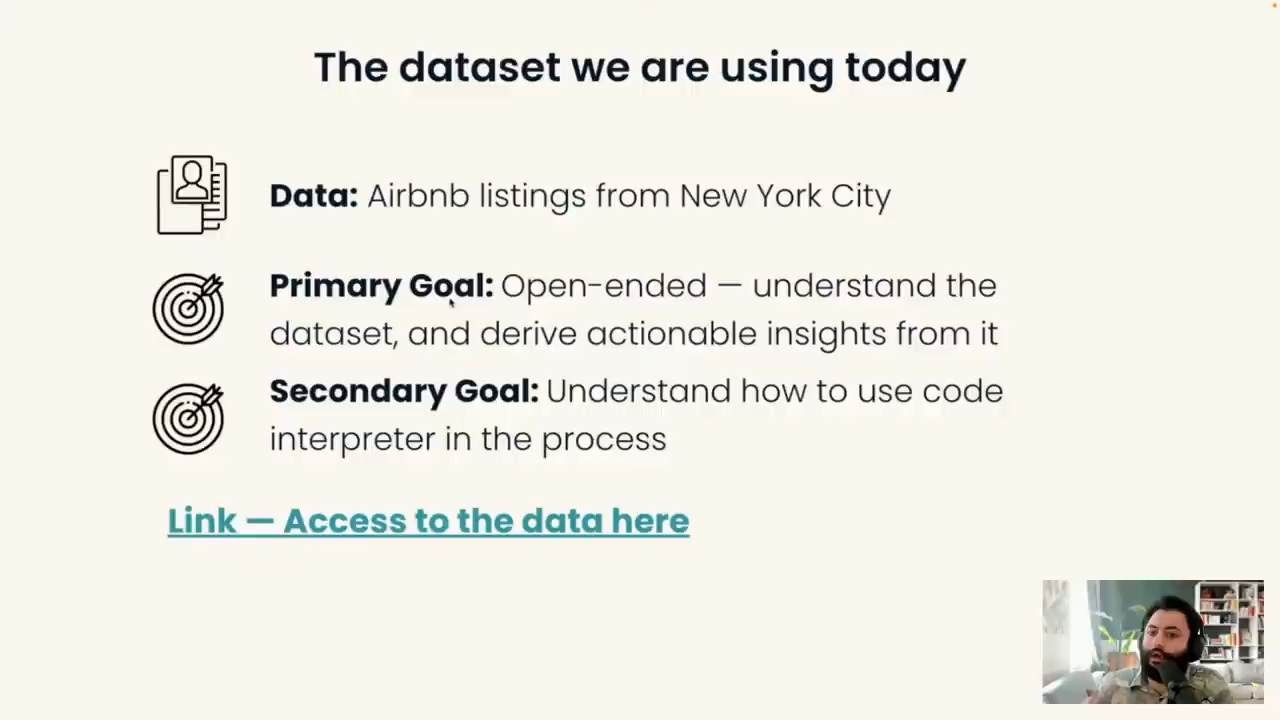 The dataset we are using today
Data: Airbnb listings from New York City
Primary Goal: Open-ended — understand the
dataset, and derive actionable insights from it
Secondary Goal: Understand how to use code
interpreter in the process
Link — Access to the data here